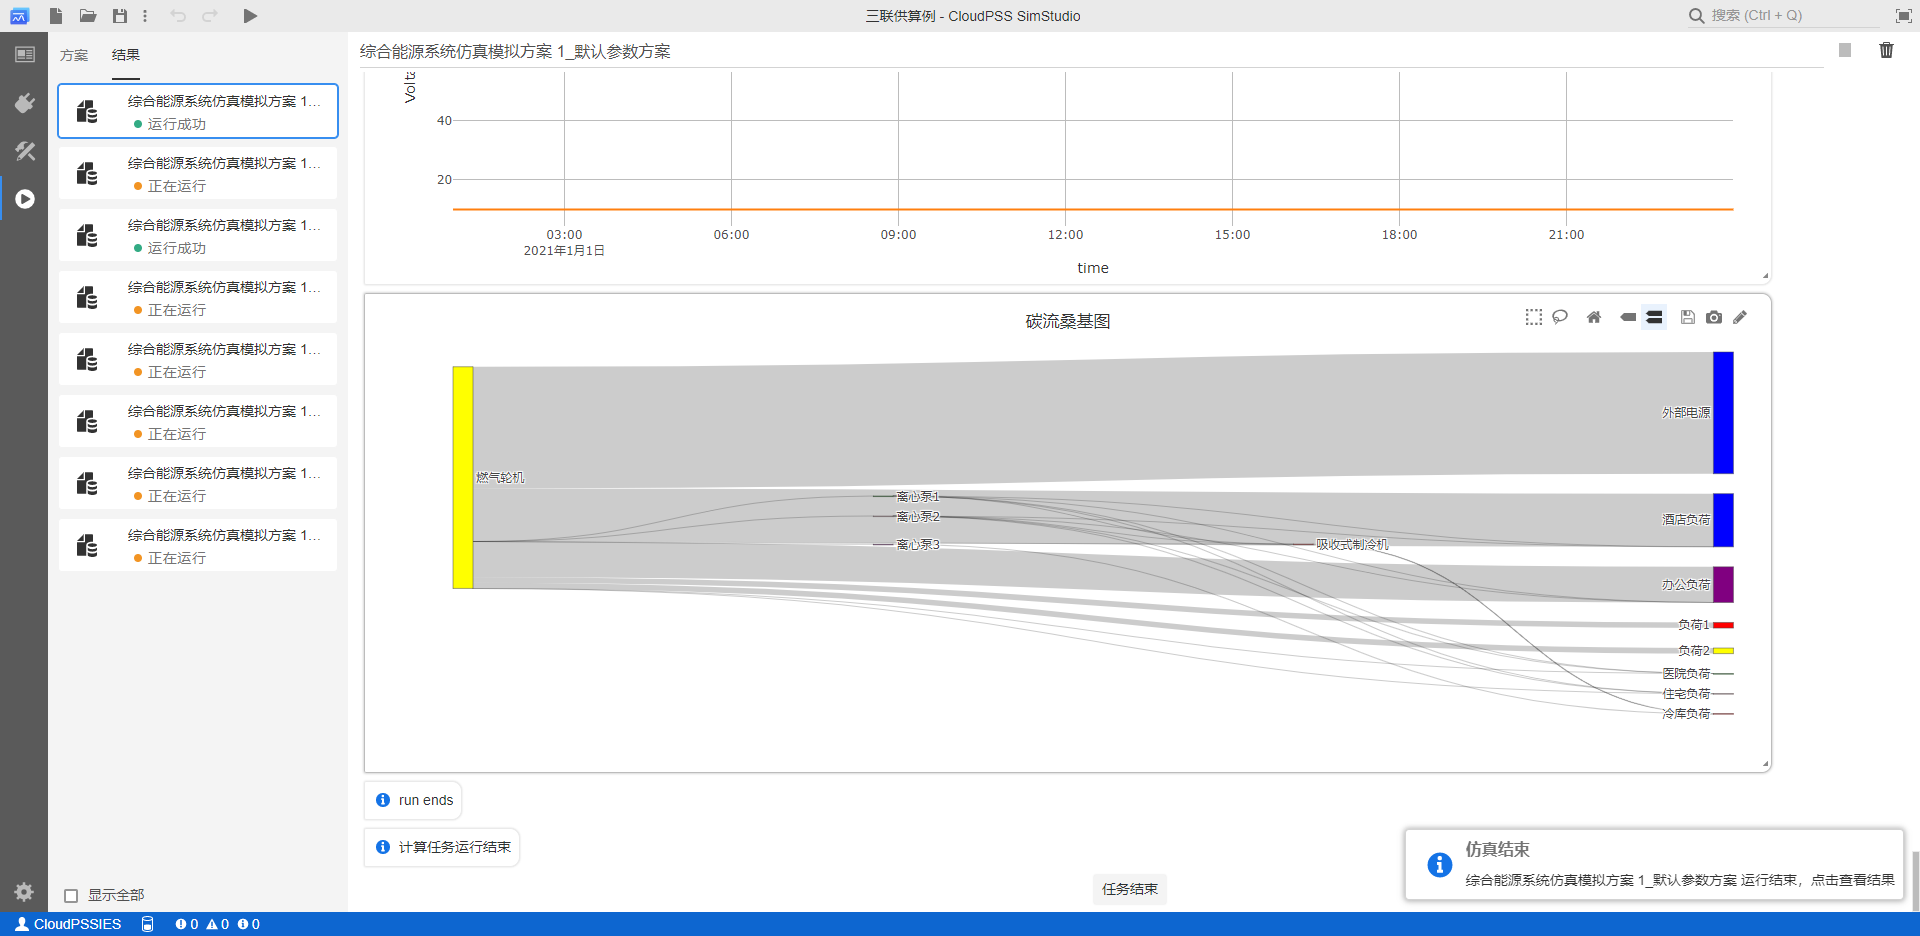 三联供算例 - CloudPSS SimStudio
搜索 (Ctrl + Q)
方案
结果
综合能源系统仿真模拟方案 1_默认参数方案
综合能源系统仿真模拟方案 1...
运行成功
综合能源系统仿真模拟方案 1...
正在运行
综合能源系统仿真模拟方案 1...
运行成功
综合能源系统仿真模拟方案 1...
正在运行
综合能源系统仿真模拟方案 1...
正在运行
综合能源系统仿真模拟方案 1...
正在运行
综合能源系统仿真模拟方案 1...
正在运行
综合能源系统仿真模拟方案 1...
正在运行
显示全部
40
20
03:00
06:00
09:00
12:00
15:00
18:00
21:00
2021年1月1日
time
碳流桑基图
外部电源
燃气轮机
离心泵1
离心泵2
离心泵3
酒店负荷
吸收式制冷机
办公负荷
负荷1
负荷2
医院负荷
住宅负荷
冷库负荷
run ends
计算任务运行结束
任务结束
仿真结束
综合能源系统仿真模拟方案 1_默认参数方案 运行结束，点击查看结果
CloudPSSIES
0
0
0